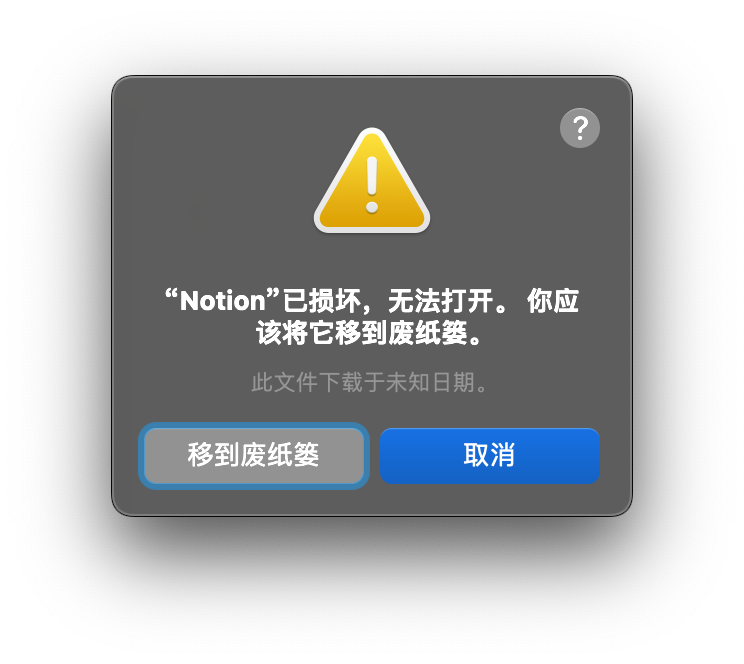 ?
“Notion”已损坏，无法打开。 你应
该将它移到废纸篓。
此文件下载于未知日期。
移到废纸篓
取消